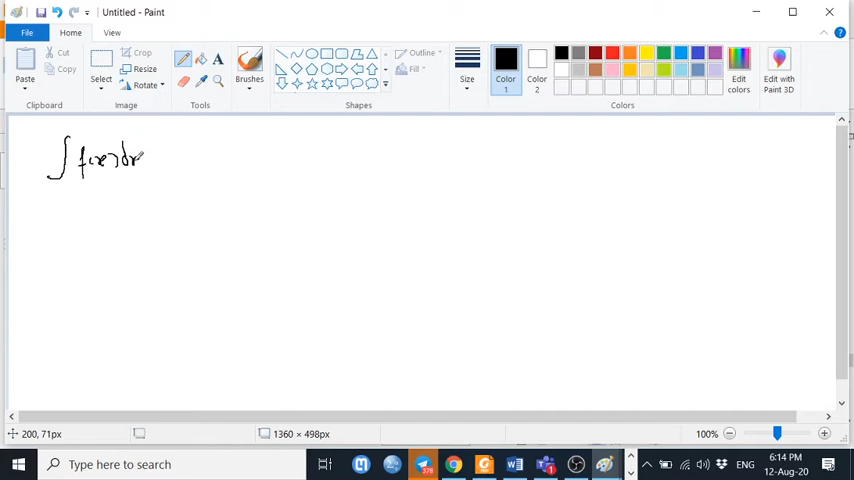 Untitled - Paint
File Home View
Paste Cut Copy Clipboard
Select Crop Resize Rotate Image
A Tools
Brushes
Outline Fill Shapes
Size
Color 1 Color 2 Edit colors Colors
Edit with Paint 3D
∫ f(x) dx
200, 71px 1360 × 498px 100%
Type here to search 378 1 ENG 6:14 PM 12-Aug-20